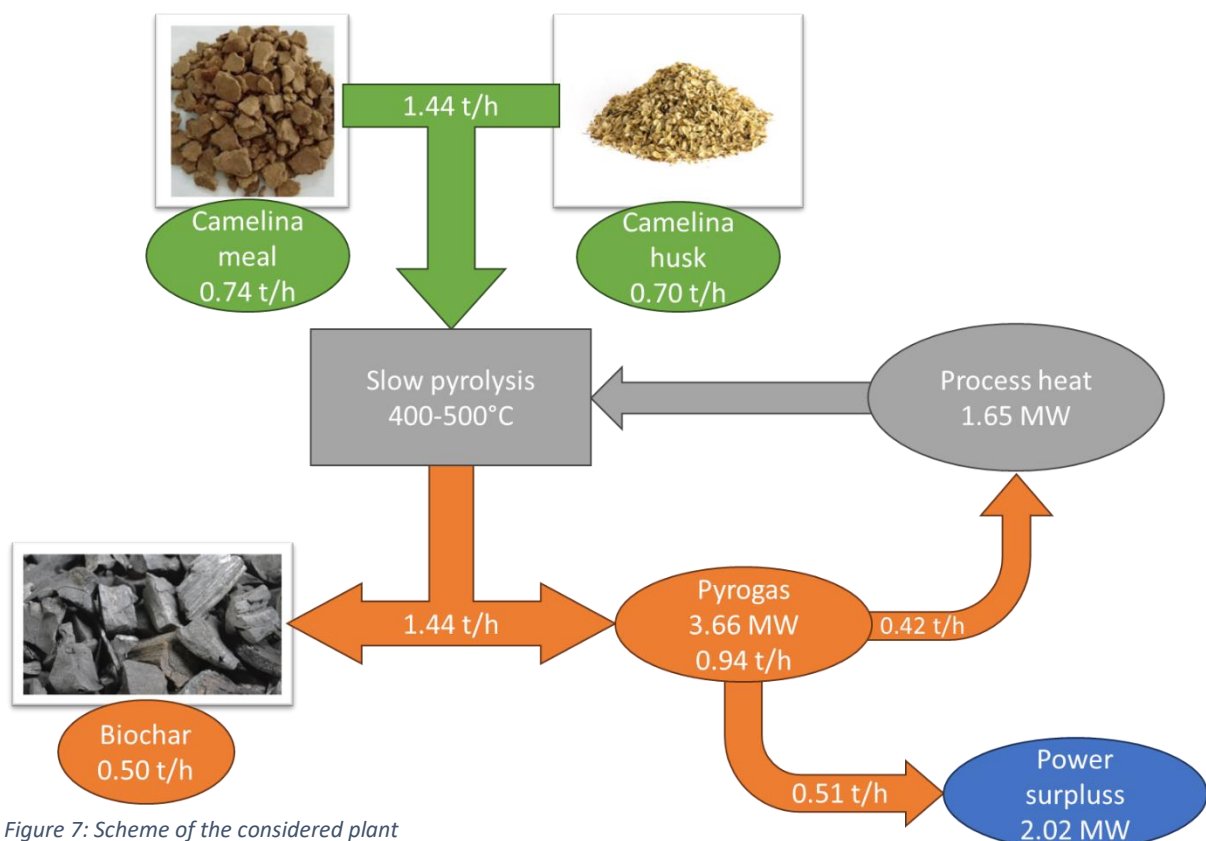 1.44 t/h
Camelina
meal
0.74 t/h
Camelina
husk
0.70 t/h
Slow pyrolysis
400-500°C
Process heat
1.65 MW
1.44 t/h
Pyrogas
3.66 MW
0.94 t/h
0.42 t/h
Biochar
0.50 t/h
0.51 t/h
Power
surpluss
2.02 MW
Figure 7: Scheme of the considered plant